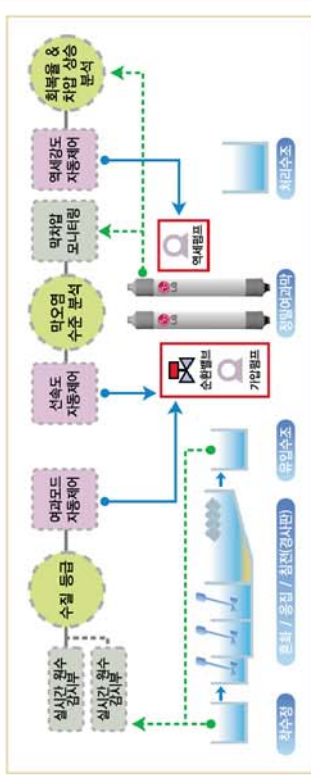 실시간 원수
감지부
실시간 원수
감지부
수질 등급
여과모드
자동제어
선속도
자동제어
막오염
수준 분석
막차압
모니터링
역세강도
자동제어
회복율 &
차압 상승
분석
순환밸브
가압펌프
역세펌프
LG
LG
착수정
혼화 / 응집 / 침전(경사판)
유입수조
정밀여과막
처리수조